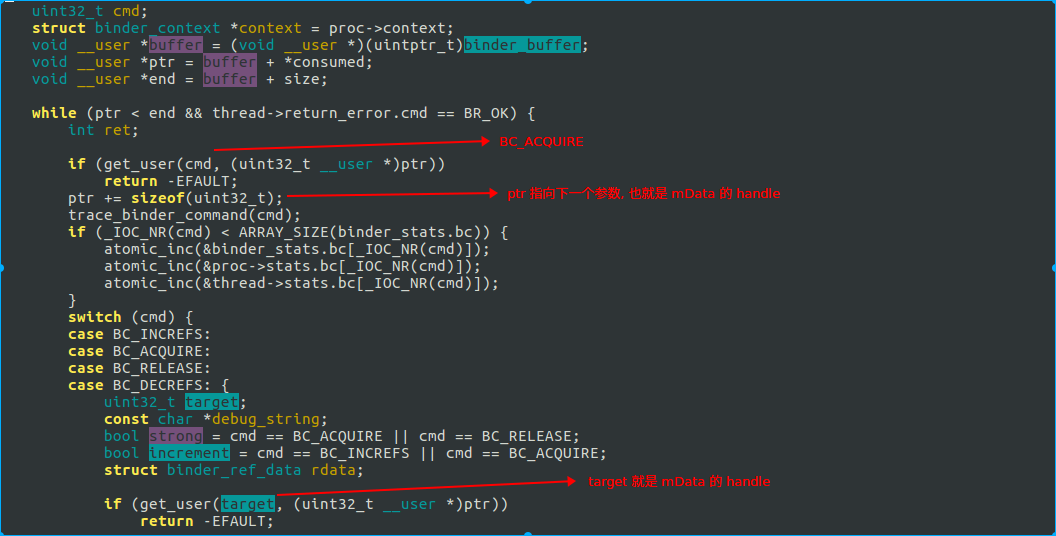 uint32_t cmd;
struct binder_context *context = proc->context;
void __user *buffer = (void __user *)(uintptr_t)binder_buffer;
void __user *ptr = buffer + *consumed;
void __user *end = buffer + size;
while (ptr < end && thread->return_error.cmd == BR_OK) {
int ret;
BC_ACQUIRE
if (get_user(cmd, (uint32_t __user *)ptr))
return -EFAULT;
ptr += sizeof(uint32_t);
ptr 指向下一个参数, 也就是 mData 的 handle
trace_binder_command(cmd);
if (_IOC_NR(cmd) < ARRAY_SIZE(binder_stats.bc)) {
atomic_inc(&binder_stats.bc[_IOC_NR(cmd)]);
atomic_inc(&proc->stats.bc[_IOC_NR(cmd)]);
atomic_inc(&thread->stats.bc[_IOC_NR(cmd)]);
}
switch (cmd) {
case BC_INCREFS:
case BC_ACQUIRE:
case BC_RELEASE:
case BC_DECREFS: {
uint32_t target;
const char *debug_string;
bool strong = cmd == BC_ACQUIRE || cmd == BC_RELEASE;
bool increment = cmd == BC_INCREFS || cmd == BC_ACQUIRE;
struct binder_ref_data rdata;
target 就是 mData 的 handle
if (get_user(target, (uint32_t __user *)ptr))
return -EFAULT;